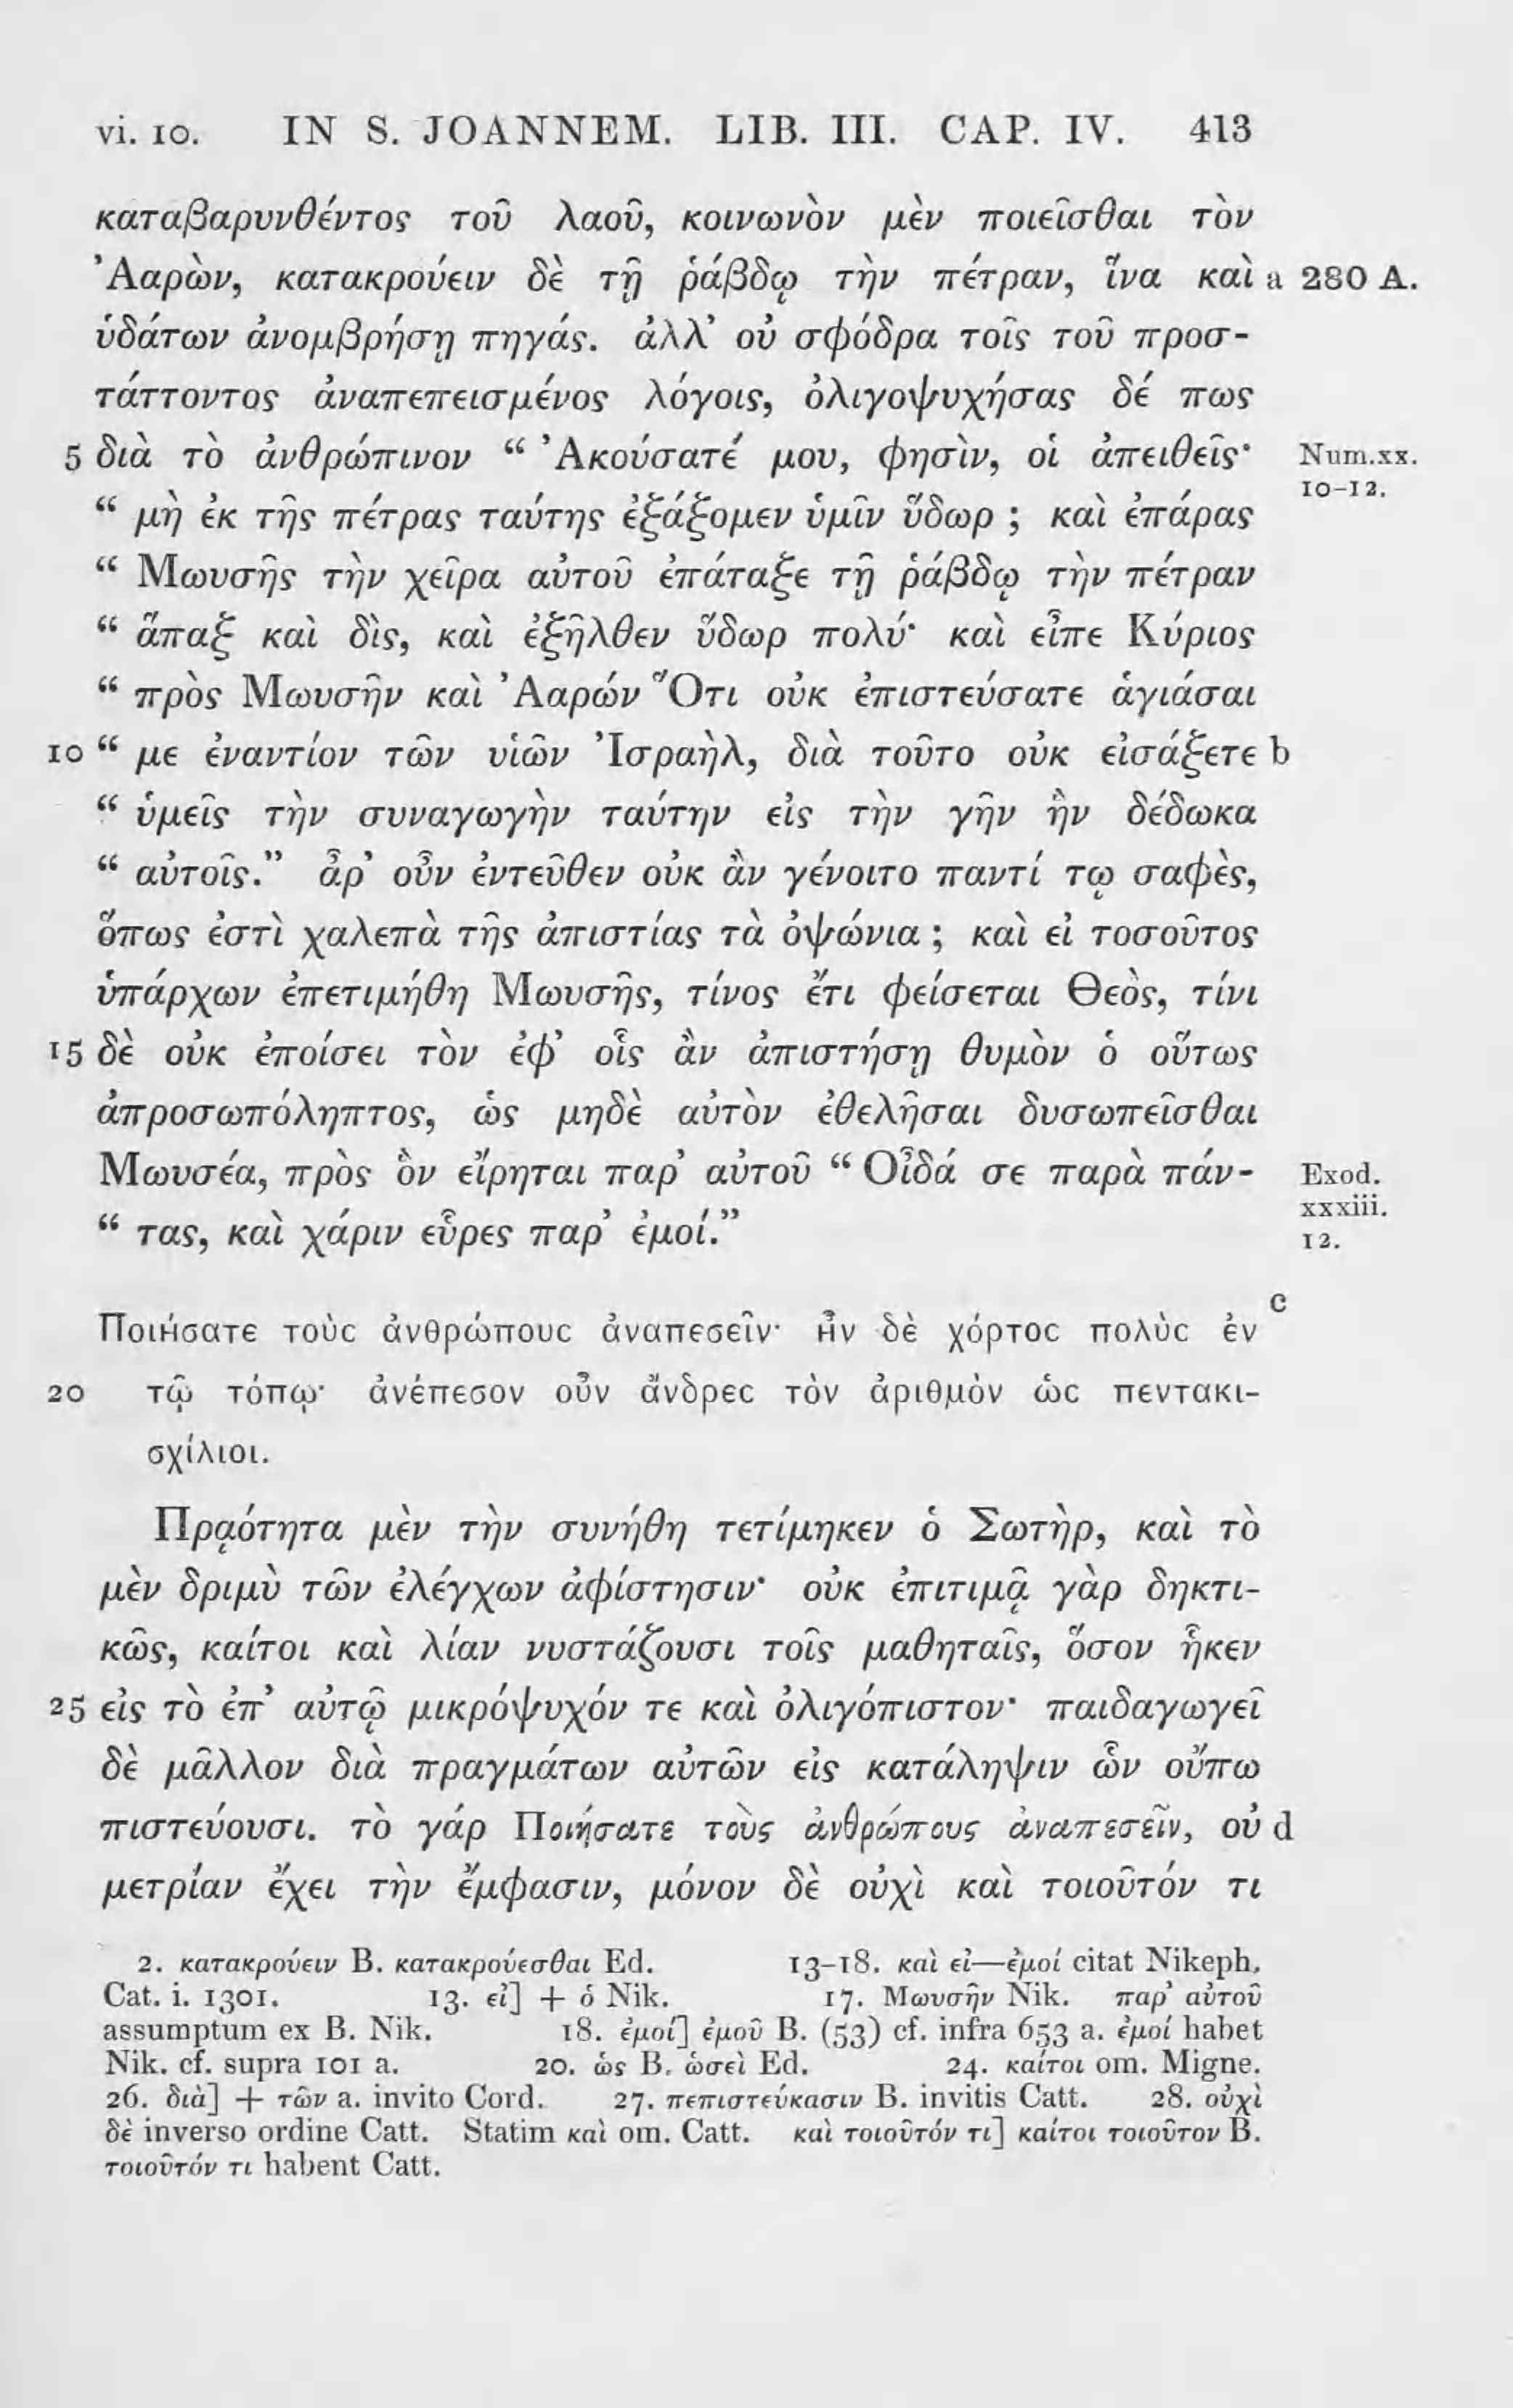 vi. 10. IN S. JOANNEM. LIB. III. CAP. IV. 413
καταβαρυνθέντος τοῦ λαοῦ, κοινωνὸν μὲν ποιεῖσθαι τὸν
Ἀαρὼν, κατακρούειν δὲ τῇ ῥάβδῳ τὴν πέτραν, ἵνα καὶ a 280 A.
ὑδάτων ἀνομβρήσῃ πηγάς. ἀλλ’ οὐ σφόδρα τοῖς τοῦ προσ-
τάττοντος ἀναπεπεισμένος λόγοις, ὀλιγοψυχήσας δέ πως
5 διὰ τὸ ἀνθρώπινον “ Ἀκούσατέ μου, φησὶν, οἱ ἀπειθεῖς· Num. xx.
10–12.
“ μὴ ἐκ τῆς πέτρας ταύτης ἐξάξομεν ὑμῖν ὕδωρ ; καὶ ἐπάρας
“ Μωυσῆς τὴν χεῖρα αὐτοῦ ἐπάταξε τῇ ῥάβδῳ τὴν πέτραν
“ ἅπαξ καὶ δὶς, καὶ ἐξῆλθεν ὕδωρ πολύ· καὶ εἶπε Κύριος
“ πρὸς Μωυσῆν καὶ Ἀαρών Ὅτι οὐκ ἐπιστεύσατε ἁγιάσαι
10 “ με ἐναντίον τῶν υἱῶν Ἰσραὴλ, διὰ τοῦτο οὐκ εἰσάξετε b
“ ὑμεῖς τὴν συναγωγὴν ταύτην εἰς τὴν γῆν ἣν δέδωκα
“ αὐτοῖς.” ἆρ’ οὖν ἐντεῦθεν οὐκ ἂν γένοιτο παντί τῳ σαφὲς,
ὅπως ἐστὶ χαλεπὰ τῆς ἀπιστίας τὰ ὀψώνια ; καὶ εἰ τοσοῦτος
ὑπάρχων ἐπετιμήθη Μωυσῆς, τίνος ἔτι φείσεται Θεὸς, τίνι
15 δὲ οὐκ ἐποίσει τὸν ἐφ’ οἷς ἂν ἀπιστήσῃ θυμὸν ὁ οὕτως
ἀπροσωπόληπτος, ὡς μηδὲ αὐτὸν ἐθελῆσαι δυσωπεῖσθαι
Μωυσέα, πρὸς ὃν εἴρηται παρ’ αὐτοῦ “ Οἶδά σε παρὰ πάν- Exod.
xxxiii.
“ τας, καὶ χάριν εὗρες παρ’ ἐμοί.” 12.
c
Ποιήσατε τοὺς ἀνθρώπους ἀναπεσεῖν· ἦν δὲ χόρτος πολὺς ἐν
20 τῷ τόπῳ· ἀνέπεσον οὖν ἄνδρες τὸν ἀριθμὸν ὡς πεντακι-
σχίλιοι.
Πρᾳότητα μὲν τὴν συνήθη τετίμηκεν ὁ Σωτὴρ, καὶ τὸ
μὲν δριμὺ τῶν ἐλέγχων ἀφίστησιν· οὐκ ἐπιτιμᾷ γὰρ δηκτι-
κῶς, καίτοι καὶ λίαν νυστάζουσι τοῖς μαθηταῖς, ὅσον ἧκεν
25 εἰς τὸ ἐπ’ αὐτῷ μικρόψυχόν τε καὶ ὀλιγόπιστον· παιδαγωγεῖ
δὲ μᾶλλον διὰ πραγμάτων αὐτῶν εἰς κατάληψιν ὧν οὔπω
πιστεύουσι. τὸ γάρ Ποιήσατε τοὺς ἀνθρώπους ἀναπεσεῖν, οὐ d
μετρίαν ἔχει τὴν ἔμφασιν, μόνον δὲ οὐχὶ καὶ τοιοῦτόν τι
2. κατακρούειν B. κατακρούεσθαι Ed. 13–18. καὶ εἰ—ἐμοί citat Nikeph.
Cat. i. 1301. 13. εἰ] + ὁ Nik. 17. Μωυσῆν Nik. παρ’ αὐτοῦ
assumptum ex B. Nik. 18. ἐμοί] ἐμοῦ B. (53) cf. infra 653 a. ἐμοί habet
Nik. cf. supra 101 a. 20. ὡς B. ὡσεὶ Ed. 24. καίτοι om. Migne.
26. διὰ] + τῶν a. invito Cord. 27. πεπιστεύκασιν B. invitis Catt. 28. οὐχὶ
δὲ inverso ordine Catt. Statim καὶ om. Catt. καὶ τοιοῦτόν τι] καίτοι τοιοῦτον B.
τοιοῦτόν τι habent Catt.